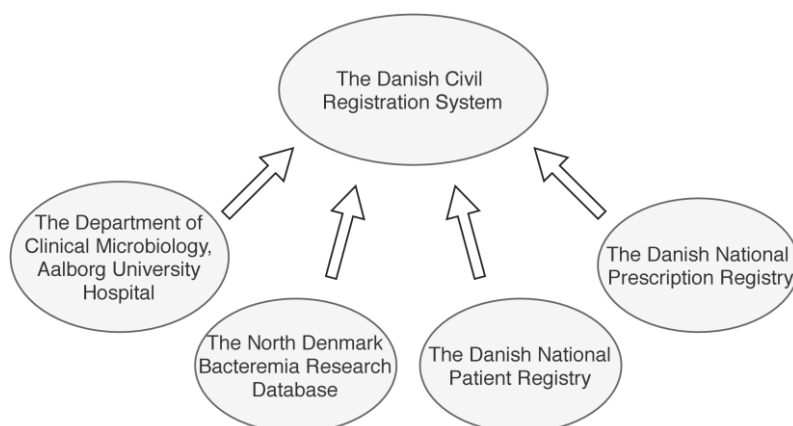 The Danish Civil
Registration System
The Department of
Clinical Microbiology,
Aalborg University
Hospital
The North Denmark
Bacteremia Research
Database
The Danish National
Patient Registry
The Danish National
Prescription Registry